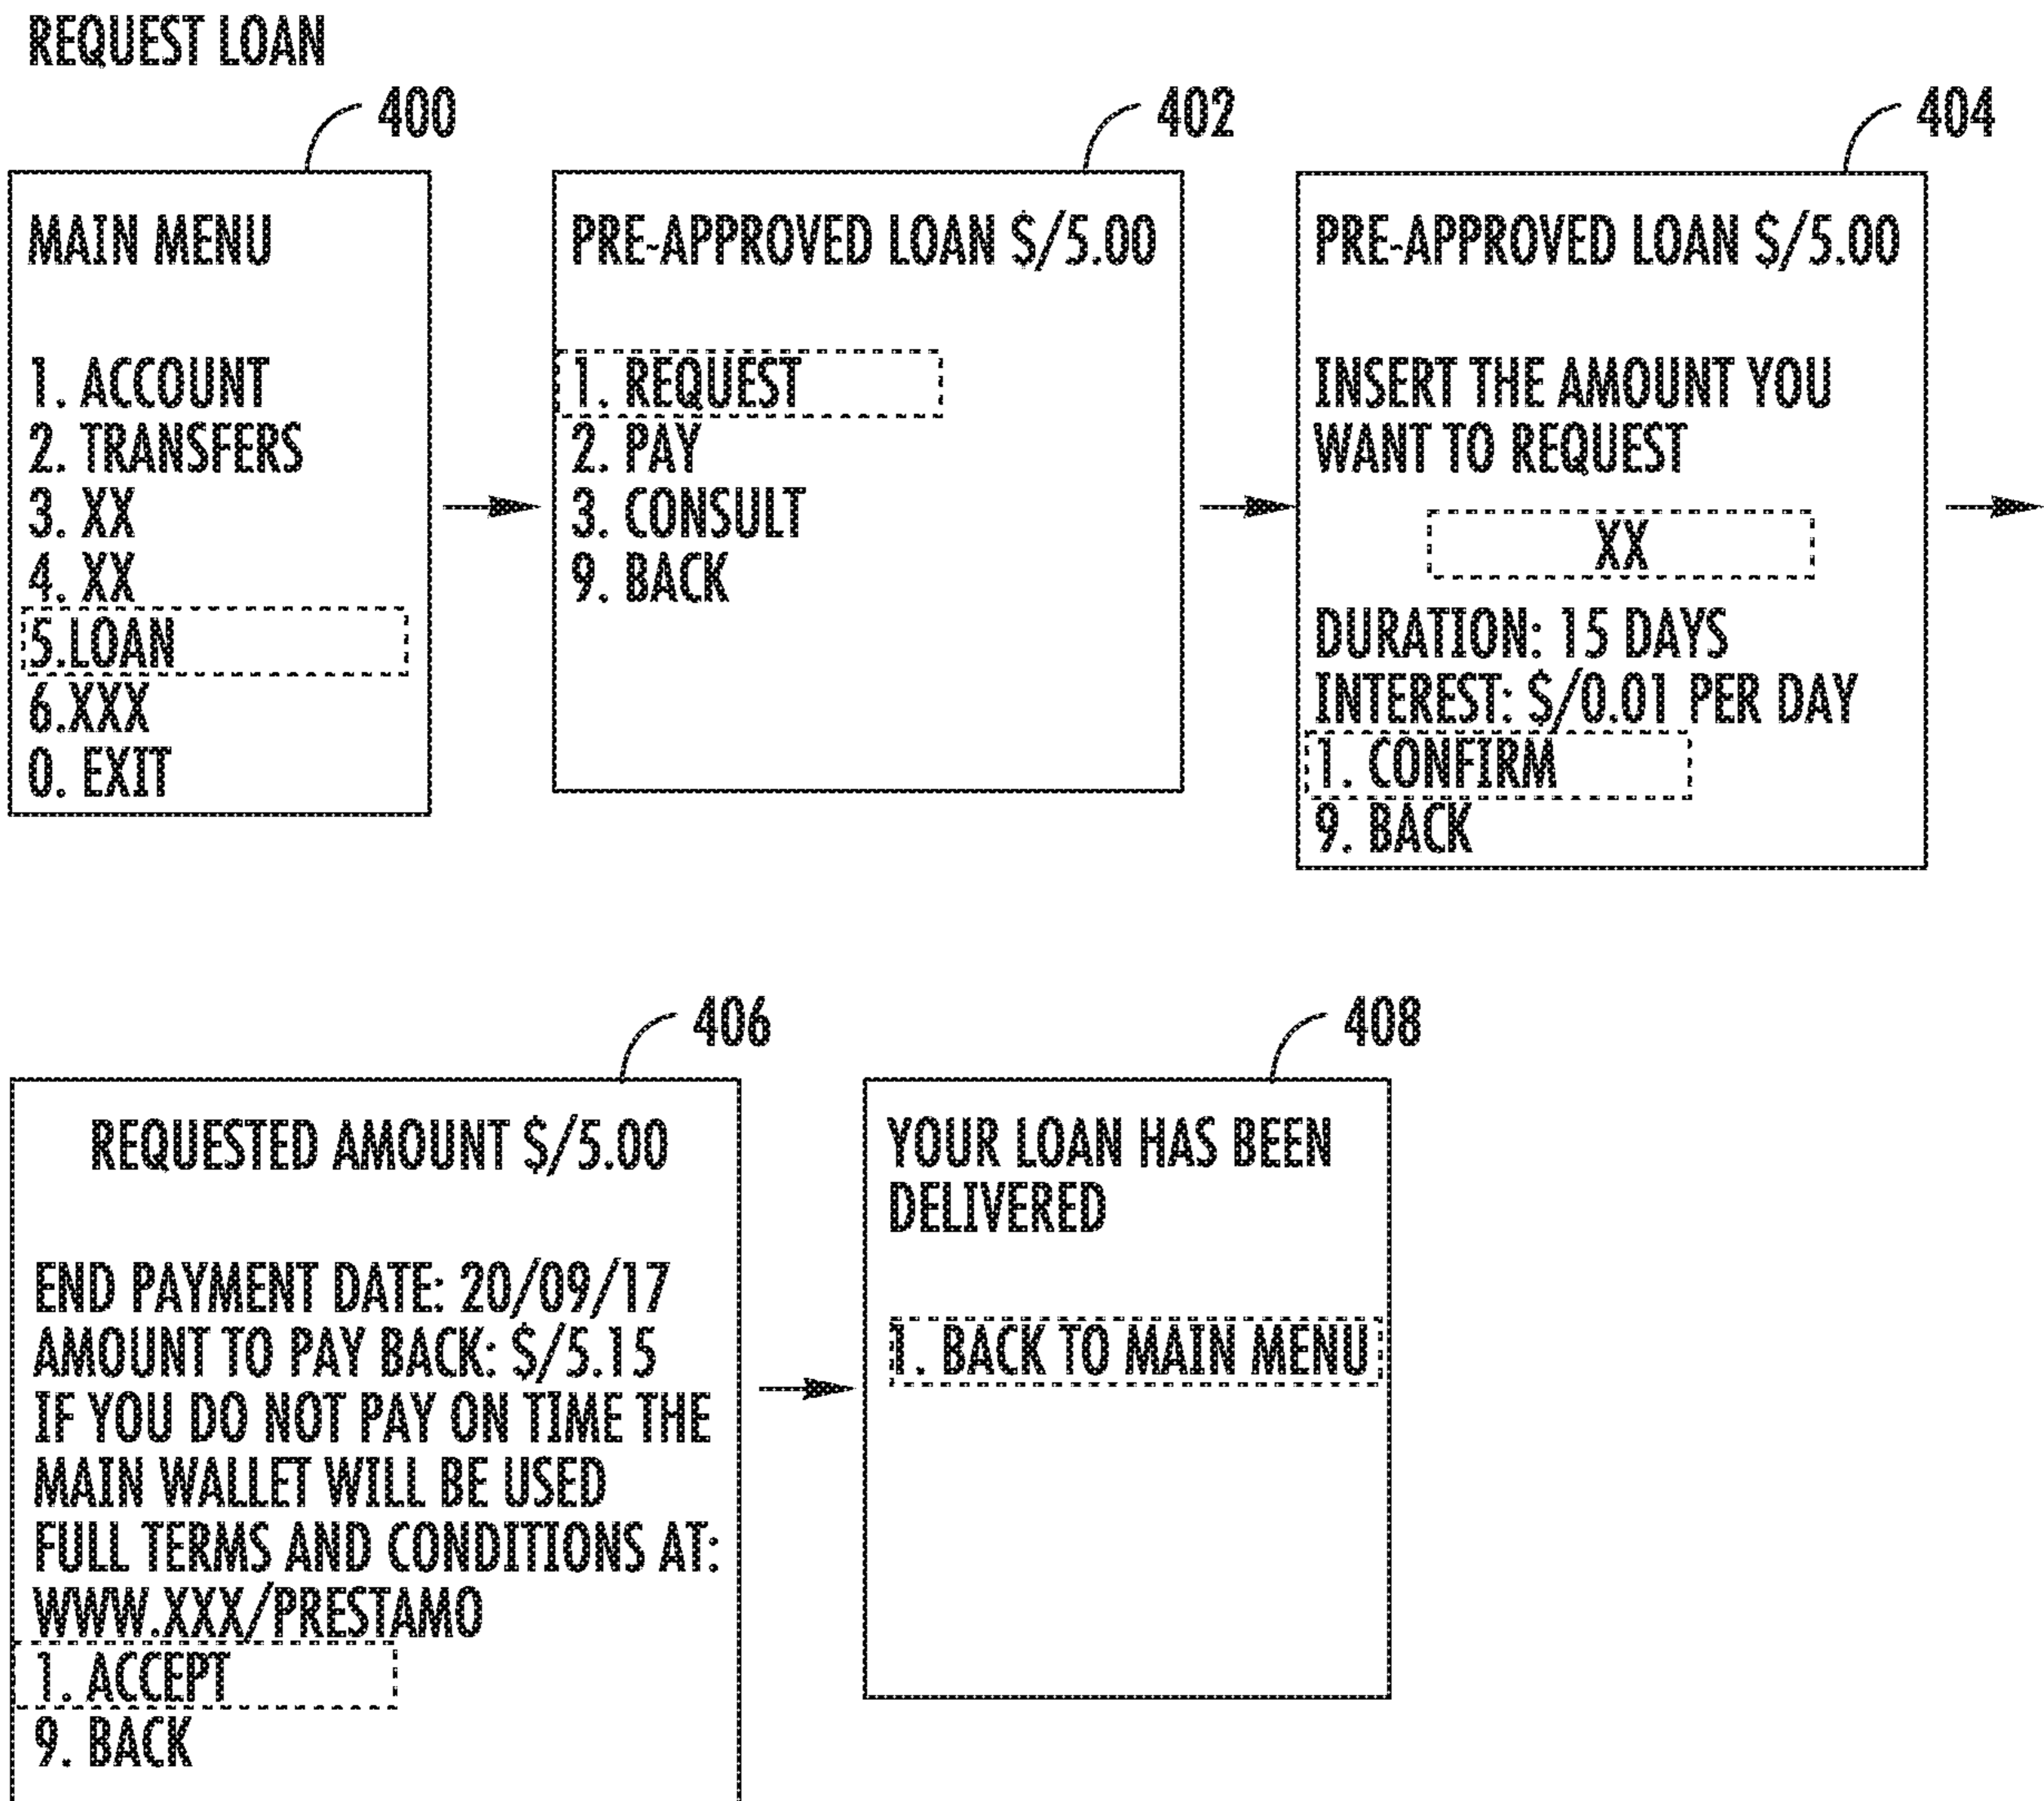 REQUEST LOAN
400
MAIN MENU
1. ACCOUNT
2. TRANSFERS
3. XX
4. XX
5.LOAN
6.XXX
0. EXIT
402
PRE-APPROVED LOAN $/5.00
1. REQUEST
2. PAY
3. CONSULT
9. BACK
404
PRE-APPROVED LOAN $/5.00
INSERT THE AMOUNT YOU
WANT TO REQUEST
XX
DURATION: 15 DAYS
INTEREST: $/0.01 PER DAY
1. CONFIRM
9. BACK
406
REQUESTED AMOUNT $/5.00
END PAYMENT DATE: 20/09/17
AMOUNT TO PAY BACK: $/5.15
IF YOU DO NOT PAY ON TIME THE
MAIN WALLET WILL BE USED
FULL TERMS AND CONDITIONS AT:
WWW.XXX/PRESTAMO
1. ACCEPT
9. BACK
408
YOUR LOAN HAS BEEN
DELIVERED
1. BACK TO MAIN MENU